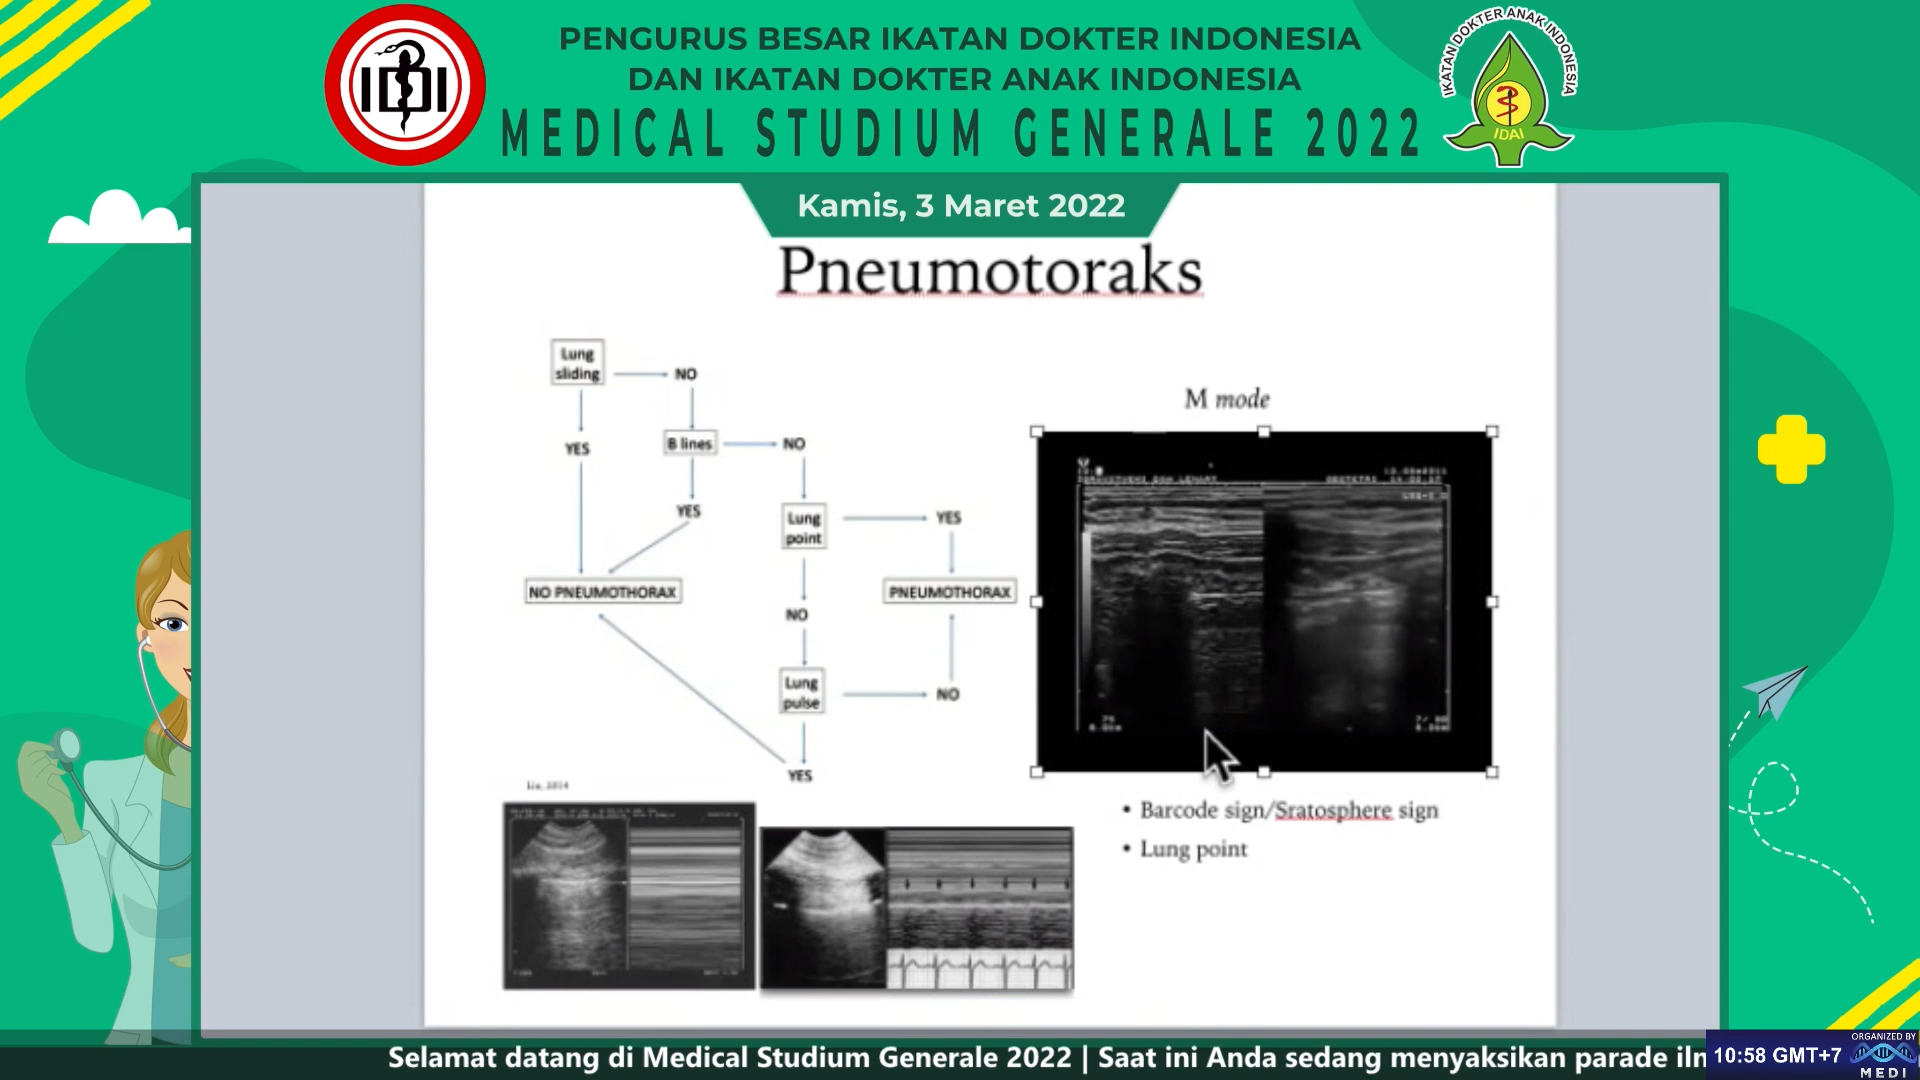 PENGURUS BESAR IKATAN DOKTER INDONESIA
DAN IKATAN DOKTER ANAK INDONESIA
MEDICAL STUDIUM GENERALE 2022
IDI
IKATAN DOKTER ANAK INDONESIA
IDAI
Kamis, 3 Maret 2022
Pneumotoraks
Lung
sliding
NO
YES
B lines
NO
YES
Lung
point
YES
NO PNEUMOTHORAX
PNEUMOTHORAX
NO
Lung
pulse
NO
YES
M mode
• Barcode sign/Sratosphere sign
• Lung point
Selamat datang di Medical Studium Generale 2022 | Saat ini Anda sedang menyaksikan parade iln
10:58 GMT+7
ORGANIZED BY
MEDI